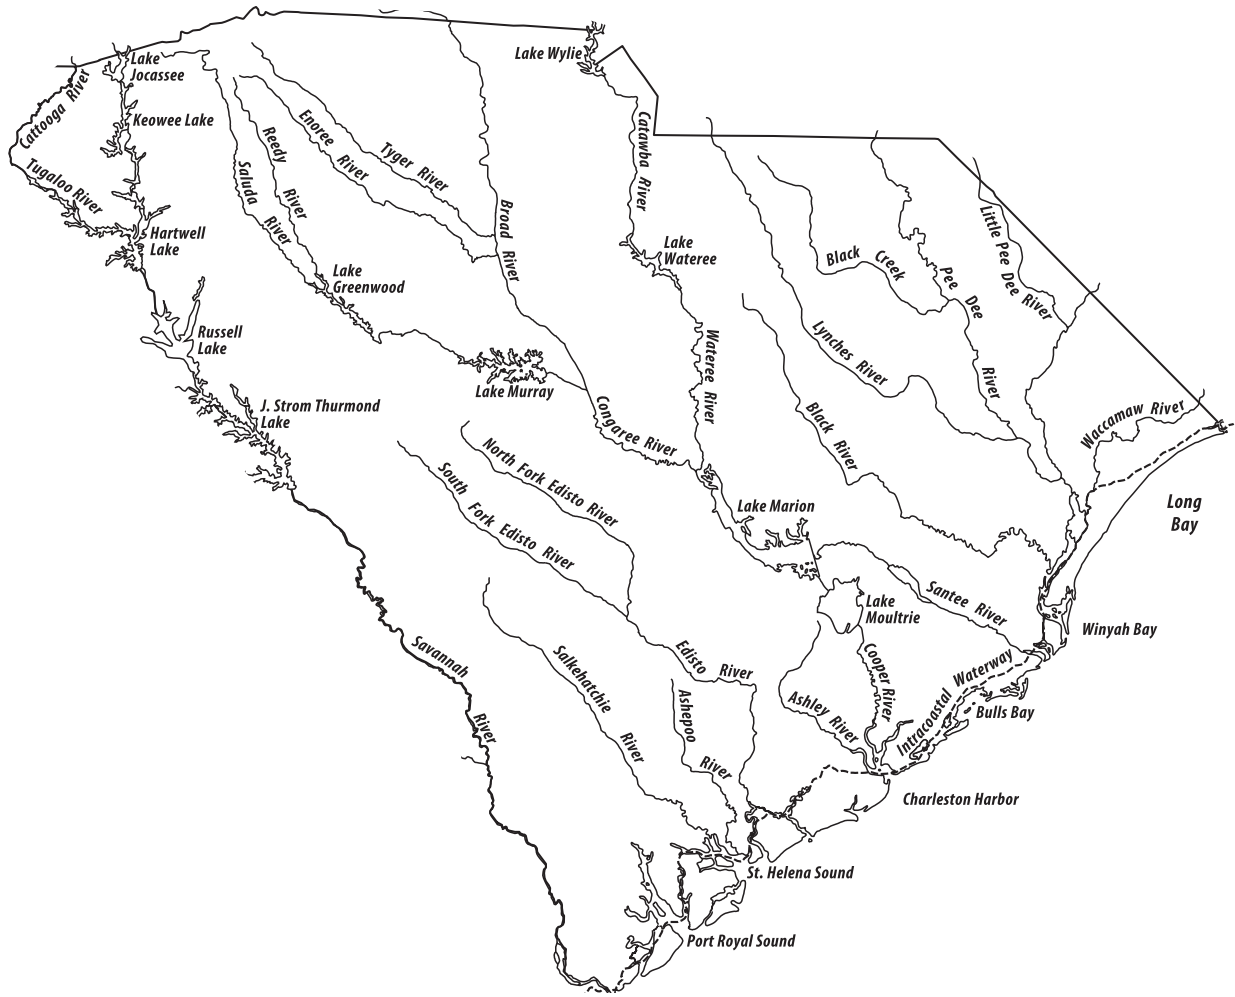 Lake Wylie
Lake
Jocassee
Cattooga River
Keowee Lake
Catawba River
Enoree River
Reedy River
Tyger River
Saluda River
Tugaloo River
Broad River
Little Pee Dee River
Hartwell
Lake
Lake
Wateree
Black Creek
Pee Dee River
Lake
Greenwood
Russell
Lake
Lynches River
Wateree River
Lake Murray
J. Strom Thurmond
Lake
Congaree River
Black River
Waccamaw River
North Fork Edisto River
South Fork Edisto River
Lake Marion
Long
Bay
Santee River
Lake
Moultrie
Winyah Bay
Savannah River
Salkehatchie River
Edisto River
Cooper River
Intracoastal Waterway
Ashepoo River
Ashley River
Bulls Bay
Charleston Harbor
St. Helena Sound
Port Royal Sound